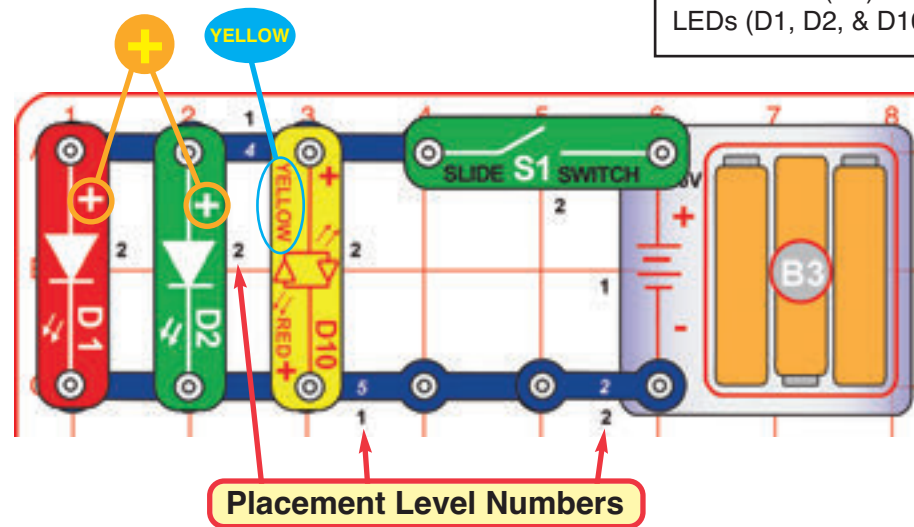 LEDs (D1, D2, & D10
+
YELLOW
1 2 3 4 5 6 7 8
1
4
SLIDE S1 SWITCH
V
+ + + +
YELLOW
2 2 2 2
B
1
B3
D1 D2 D10
RED +
-
5 2
1 2
Placement Level Numbers